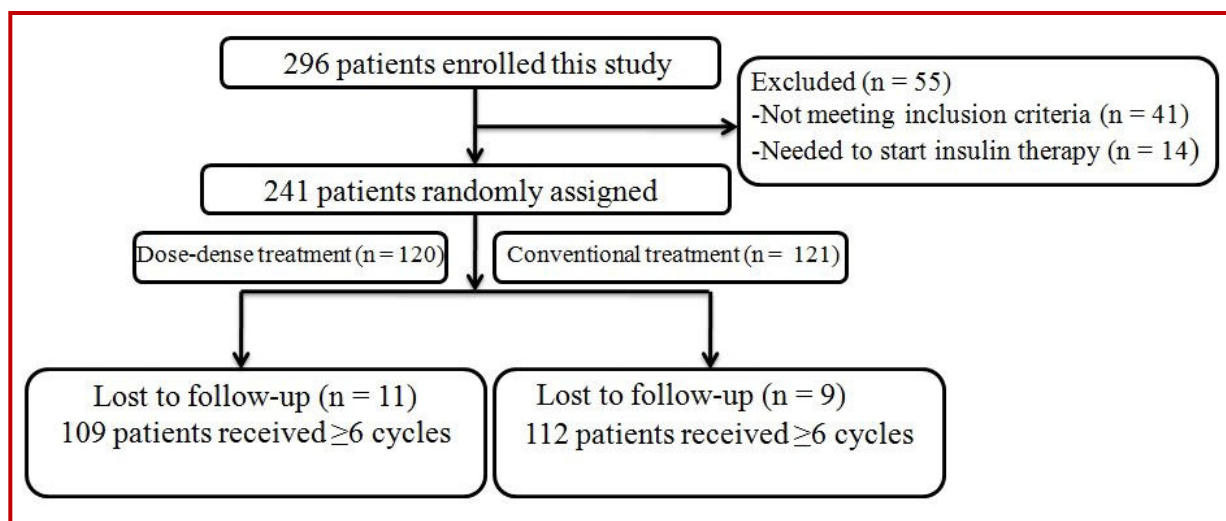 296 patients enrolled this study
Excluded (n = 55)
-Not meeting inclusion criteria (n = 41)
-Needed to start insulin therapy (n = 14)
241 patients randomly assigned
Dose-dense treatment (n = 120)
Conventional treatment (n = 121)
Lost to follow-up (n = 11)
109 patients received ≥6 cycles
Lost to follow-up (n = 9)
112 patients received ≥6 cycles